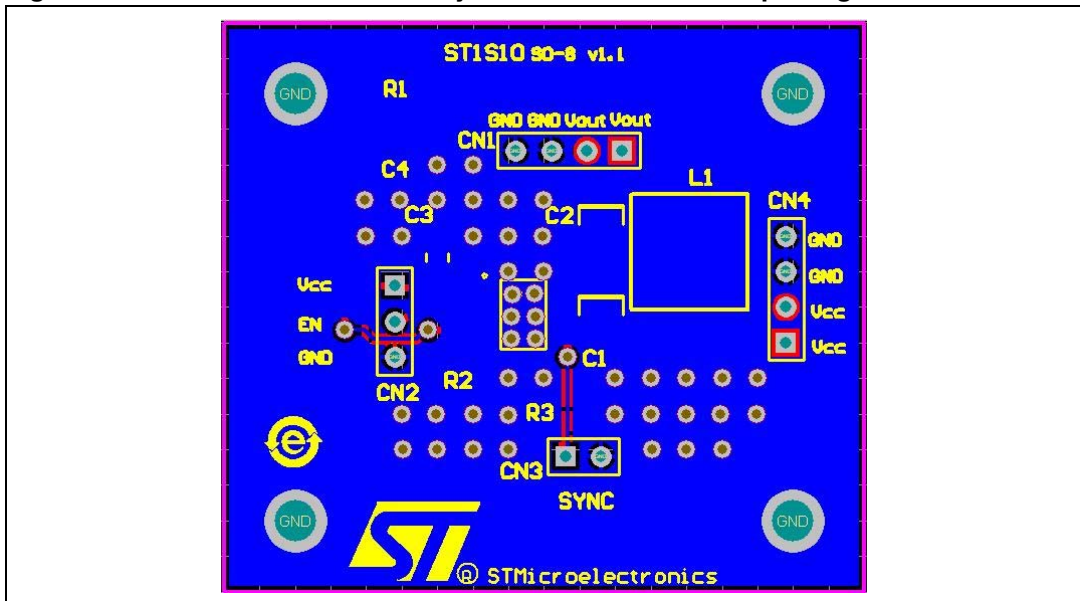 ST1S10 SO-8 v1.1
GND
R1
GND
GND GND Vout Vout
CN1
C4
L1
C3
C2
CN4
GND
GND
Vcc
Vcc
Vcc
EN
GND
C1
CN2
R2
R3
e
CN3
SYNC
GND
GND
ST
® STMicroelectronics